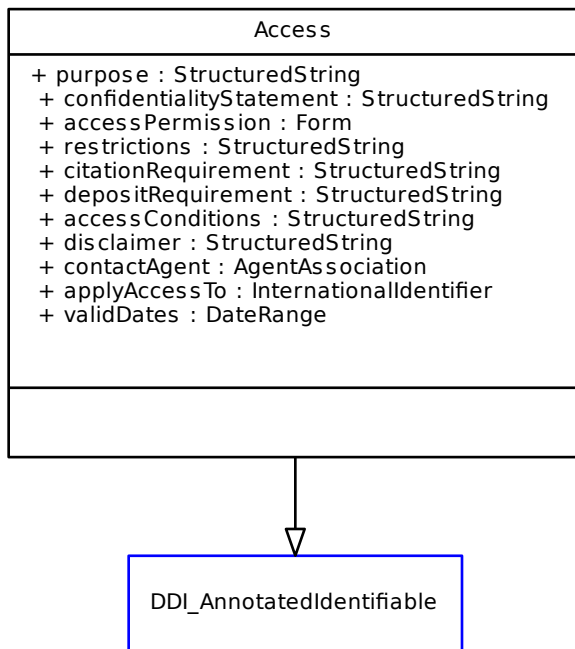 Access
+ purpose : StructuredString
+ confidentialityStatement : StructuredString
+ accessPermission : Form
+ restrictions : StructuredString
+ citationRequirement : StructuredString
+ depositRequirement : StructuredString
+ accessConditions : StructuredString
+ disclaimer : StructuredString
+ contactAgent : AgentAssociation
+ applyAccessTo : InternationalIdentifier
+ validDates : DateRange
DDI_AnnotatedIdentifiable